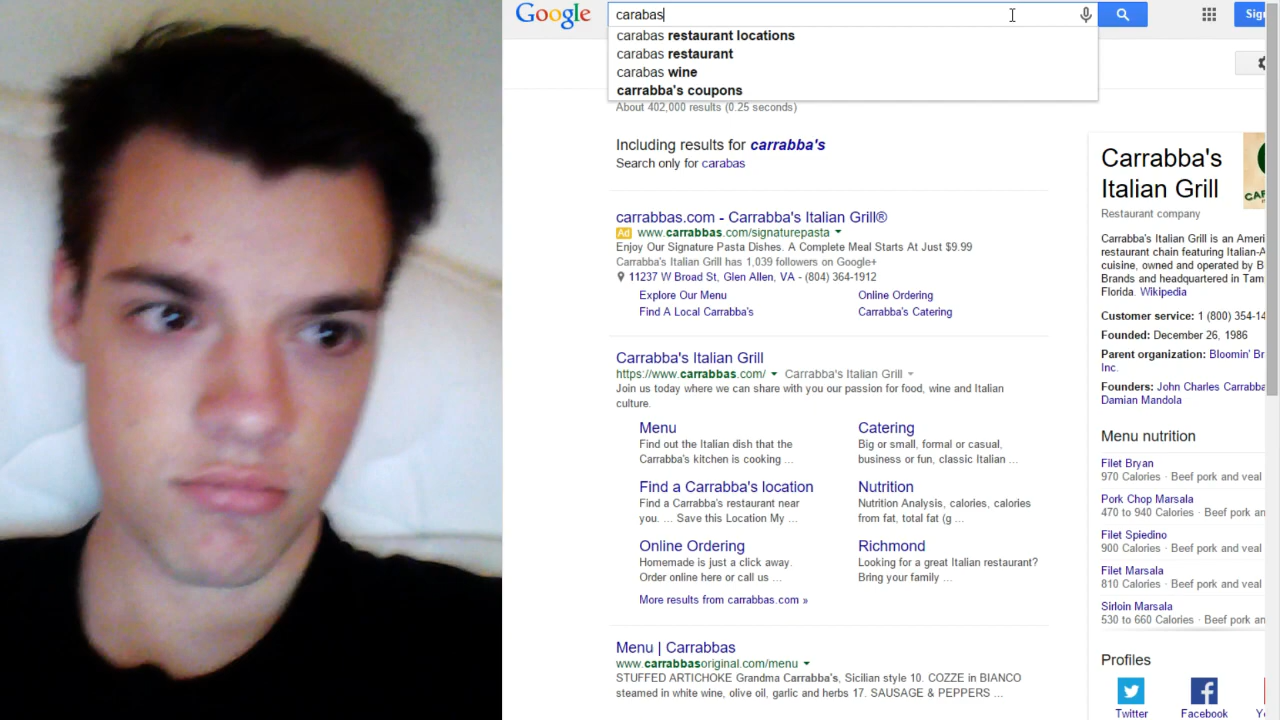 Google
carabas
Sig
carabas restaurant locations
carabas restaurant
carabas wine
carrabba's coupons
About 402,000 results (0.25 seconds)
Including results for carrabba's
Search only for carabas
carrabbas.com - Carrabba's Italian Grill®
Ad www.carrabbas.com/signaturepasta
Enjoy Our Signature Pasta Dishes. A Complete Meal Starts At Just $9.99
Carrabba's Italian Grill has 1,039 followers on Google+
11237 W Broad St, Glen Allen, VA - (804) 364-1912
Explore Our Menu
Online Ordering
Find A Local Carrabba's
Carrabba's Catering
Carrabba's Italian Grill
https://www.carrabbas.com/ Carrabba's Italian Grill
Join us today where we can share with you our passion for food, wine and Italian
culture.
Menu
Find out the Italian dish that the
Carrabba's kitchen is cooking ...
Catering
Big or small, formal or casual,
business or fun, classic Italian ...
Find a Carrabba's location
Find a Carrabba's restaurant near
you. ... Save this Location My ...
Nutrition
Nutrition Analysis, calories, calories
from fat, total fat (g ...
Online Ordering
Homemade is just a click away.
Order online here or call us ...
Richmond
Looking for a great Italian restaurant?
Bring your family ...
More results from carrabbas.com »
Menu | Carrabbas
www.carrabbasoriginal.com/menu
STUFFED ARTICHOKE Grandma Carrabba's, Sicilian style 10. COZZE in BIANCO
steamed in white wine, olive oil, garlic and herbs 17. SAUSAGE & PEPPERS ...
Carrabba's
Italian Grill
CAR
Restaurant company
Carrabba's Italian Grill is an Ameri
restaurant chain featuring Italian-A
cuisine, owned and operated by B
Brands and headquartered in Tam
Florida. Wikipedia
Customer service: 1 (800) 354-14
Founded: December 26, 1986
Parent organization: Bloomin' Br
Inc.
Founders: John Charles Carrabba
Damian Mandola
Menu nutrition
Filet Bryan
970 Calories · Beef pork and veal
Pork Chop Marsala
470 to 940 Calories · Beef pork an
Filet Spiedino
900 Calories · Beef pork and veal
Filet Marsala
810 Calories · Beef pork and veal
Sirloin Marsala
530 to 660 Calories · Beef pork an
Profiles
Twitter
Facebook
Yo